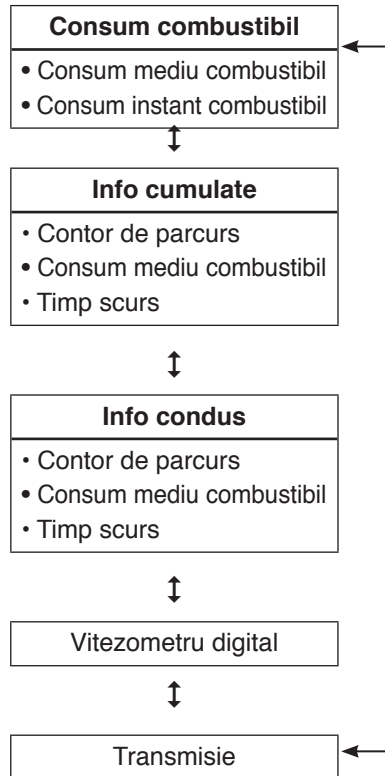 Consum combustibil
• Consum mediu combustibil
• Consum instant combustibil
Info cumulate
• Contor de parcurs
• Consum mediu combustibil
• Timp scurs
Info condus
• Contor de parcurs
• Consum mediu combustibil
• Timp scurs
Vitezometru digital
Transmisie